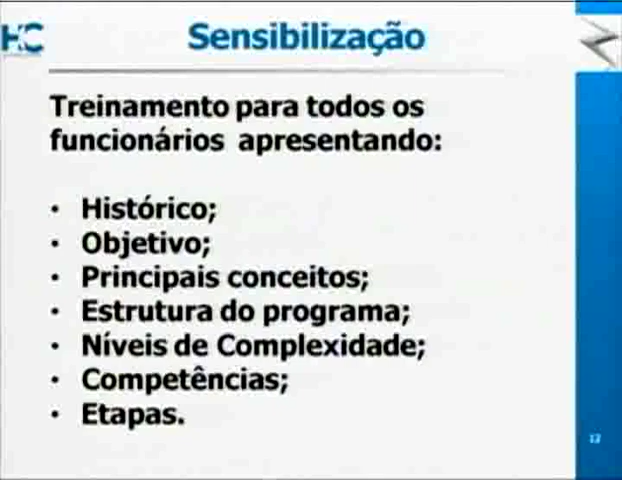 HC
Sensibilização
Treinamento para todos os
funcionários apresentando:
• Histórico;
• Objetivo;
• Principais conceitos;
• Estrutura do programa;
• Níveis de Complexidade;
• Competências;
• Etapas.
12